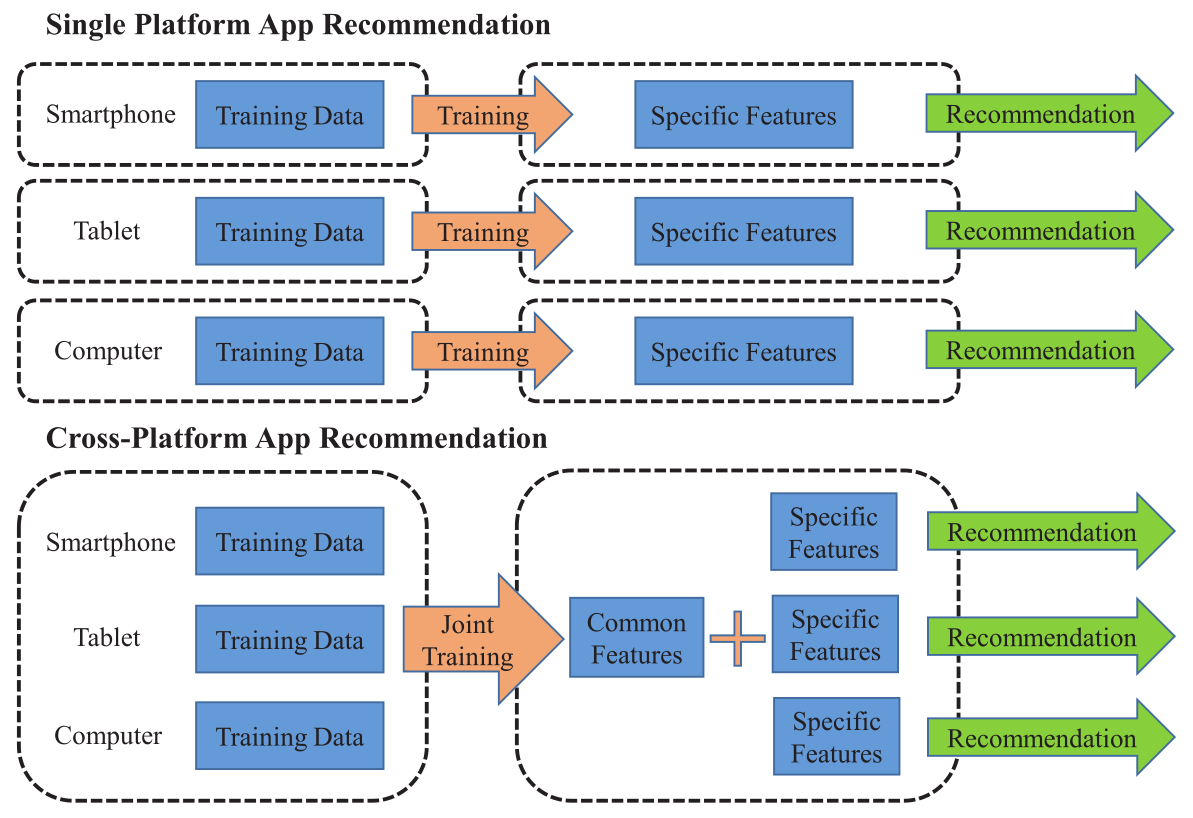 Single Platform App Recommendation
Smartphone Training Data Training Specific Features Recommendation
Tablet Training Data Training Specific Features Recommendation
Computer Training Data Training Specific Features Recommendation
Cross-Platform App Recommendation
Smartphone
Training Data
Tablet
Training Data
Computer
Training Data
Joint
Training
Common
Features
Specific
Features
Recommendation
Specific
Features
Recommendation
Specific
Features
Recommendation